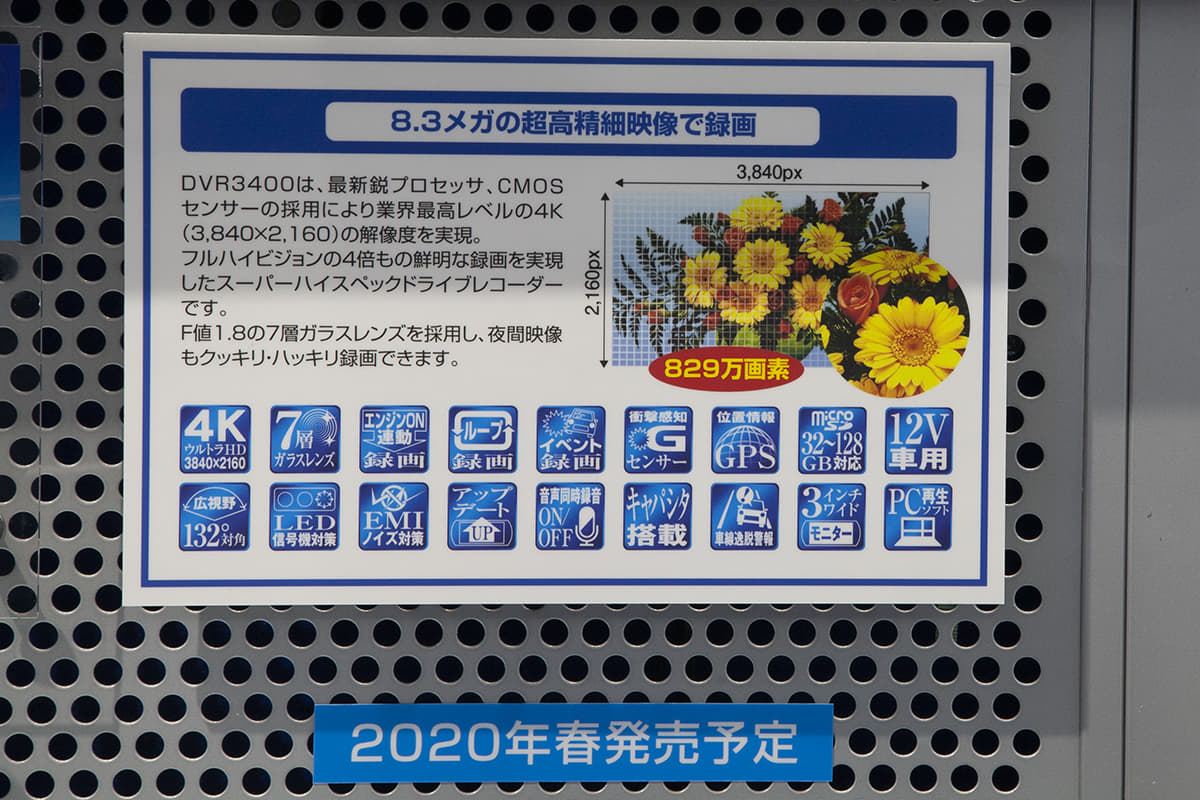 8.3メガの超高精細映像で録画
DVR3400は、最新鋭プロセッサ、CMOS
センサーの採用により業界最高レベルの4K
(3,840×2,160)の解像度を実現。
フルハイビジョンの4倍もの鮮明な録画を実現
したスーパーハイスペックドライブレコーダー
です。
F値1.8の7層ガラスレンズを採用し、夜間映像
もクッキリ・ハッキリ録画できます。
3,840px
2,160px
829万画素
4K
ウルトラHD
3840×2160
7層
ガラスレンズ
エンジンON
連動
録画
ループ
録画
イベント
録画
衝撃感知
G
センサー
位置情報
GPS
micro
SD
32~128
GB対応
12V
車用
広視野
132°対角
LED
信号機対策
EMI
ノイズ対策
アップ
デート
UP
音声同時録音
ON/
OFF
キャパシタ
搭載
車線逸脱警報
3インチ
ワイド
モニター
PC再生
ソフト
2020年春発売予定